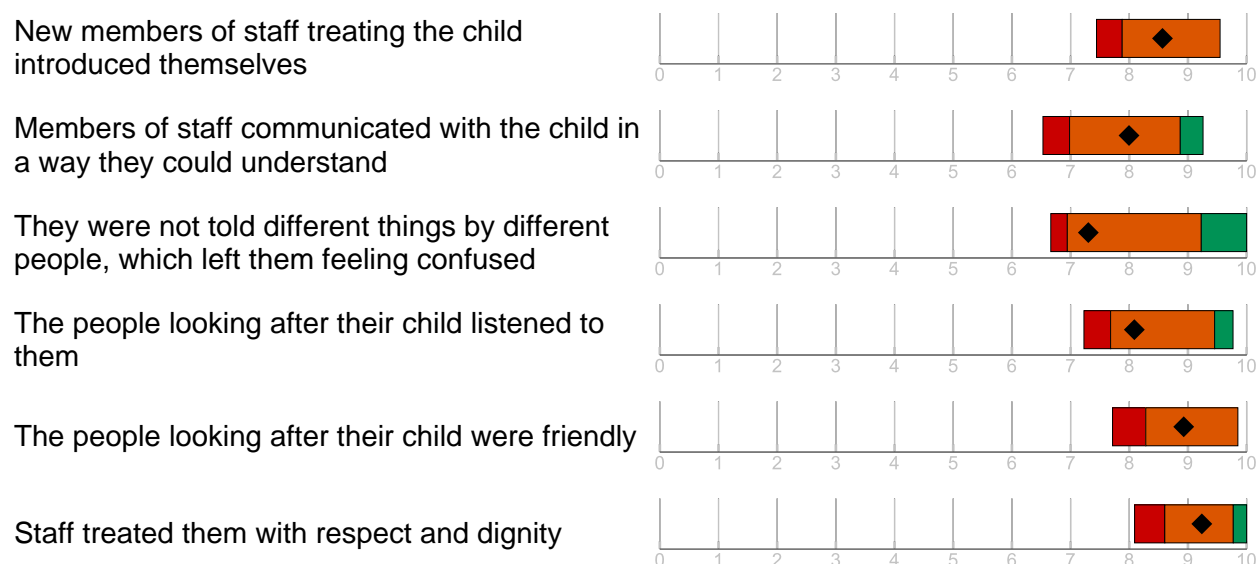 New members of staff treating the child
introduced themselves
0 1 2 3 4 5 6 7 8 9 10
Members of staff communicated with the child in
a way they could understand
0 1 2 3 4 5 6 7 8 9 10
They were not told different things by different
people, which left them feeling confused
0 1 2 3 4 5 6 7 8 9 10
The people looking after their child listened to
them
0 1 2 3 4 5 6 7 8 9 10
The people looking after their child were friendly
0 1 2 3 4 5 6 7 8 9 10
Staff treated them with respect and dignity
0 1 2 3 4 5 6 7 8 9 10